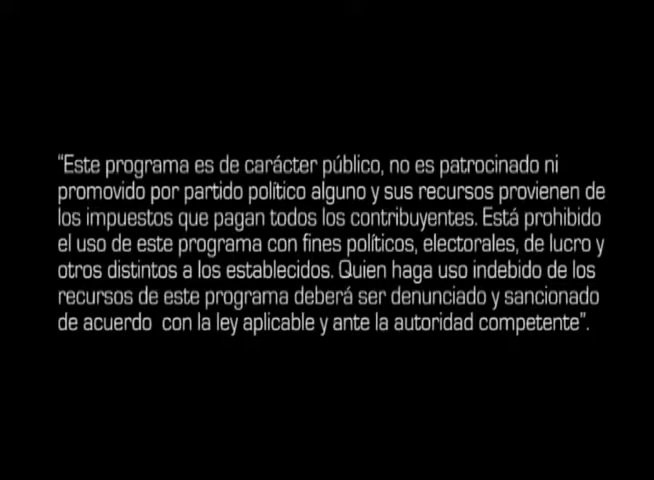 “Este programa es de carácter público, no es patrocinado ni
promovido por partido político alguno y sus recursos provienen de
los impuestos que pagan todos los contribuyentes. Está prohibido
el uso de este programa con fines políticos, electorales, de lucro y
otros distintos a los establecidos. Quien haga uso indebido de los
recursos de este programa deberá ser denunciado y sancionado
de acuerdo  con la ley aplicable y ante la autoridad competente”.